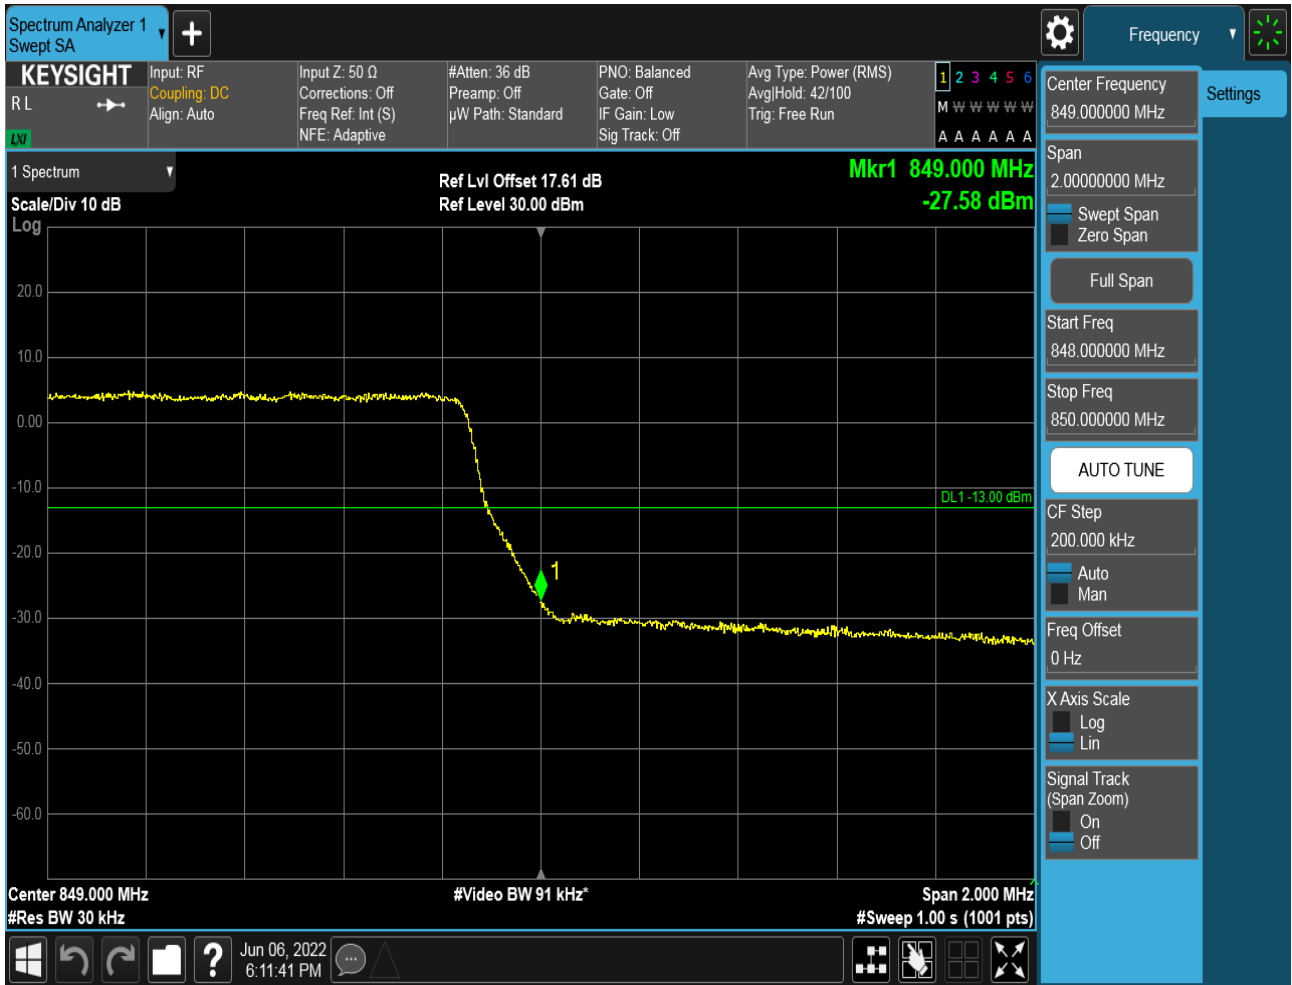 Spectrum Analyzer 1
Swept SA
Frequency
KEYSIGHT
R L
LXI
Input: RF
Coupling: DC
Align: Auto
Input Z: 50 Ω
Corrections: Off
Freq Ref: Int (S)
NFE: Adaptive
#Atten: 36 dB
Preamp: Off
µW Path: Standard
PNO: Balanced
Gate: Off
IF Gain: Low
Sig Track: Off
Avg Type: Power (RMS)
Avg|Hold: 42/100
Trig: Free Run
1 2 3 4 5 6
M W W W W W
A A A A A A
1 Spectrum
Scale/Div 10 dB
Log
Ref Lvl Offset 17.61 dB
Ref Level 30.00 dBm
Mkr1 849.000 MHz
-27.58 dBm
20.0
10.0
0.00
-10.0
-20.0
-30.0
-40.0
-50.0
-60.0
DL1 -13.00 dBm
1
Center 849.000 MHz
#Res BW 30 kHz
#Video BW 91 kHz*
Span 2.000 MHz
#Sweep 1.00 s (1001 pts)
Jun 06, 2022
6:11:41 PM
Center Frequency
849.000000 MHz
Settings
Span
2.00000000 MHz
Swept Span
Zero Span
Full Span
Start Freq
848.000000 MHz
Stop Freq
850.000000 MHz
AUTO TUNE
CF Step
200.000 kHz
Auto
Man
Freq Offset
0 Hz
X Axis Scale
Log
Lin
Signal Track
(Span Zoom)
On
Off